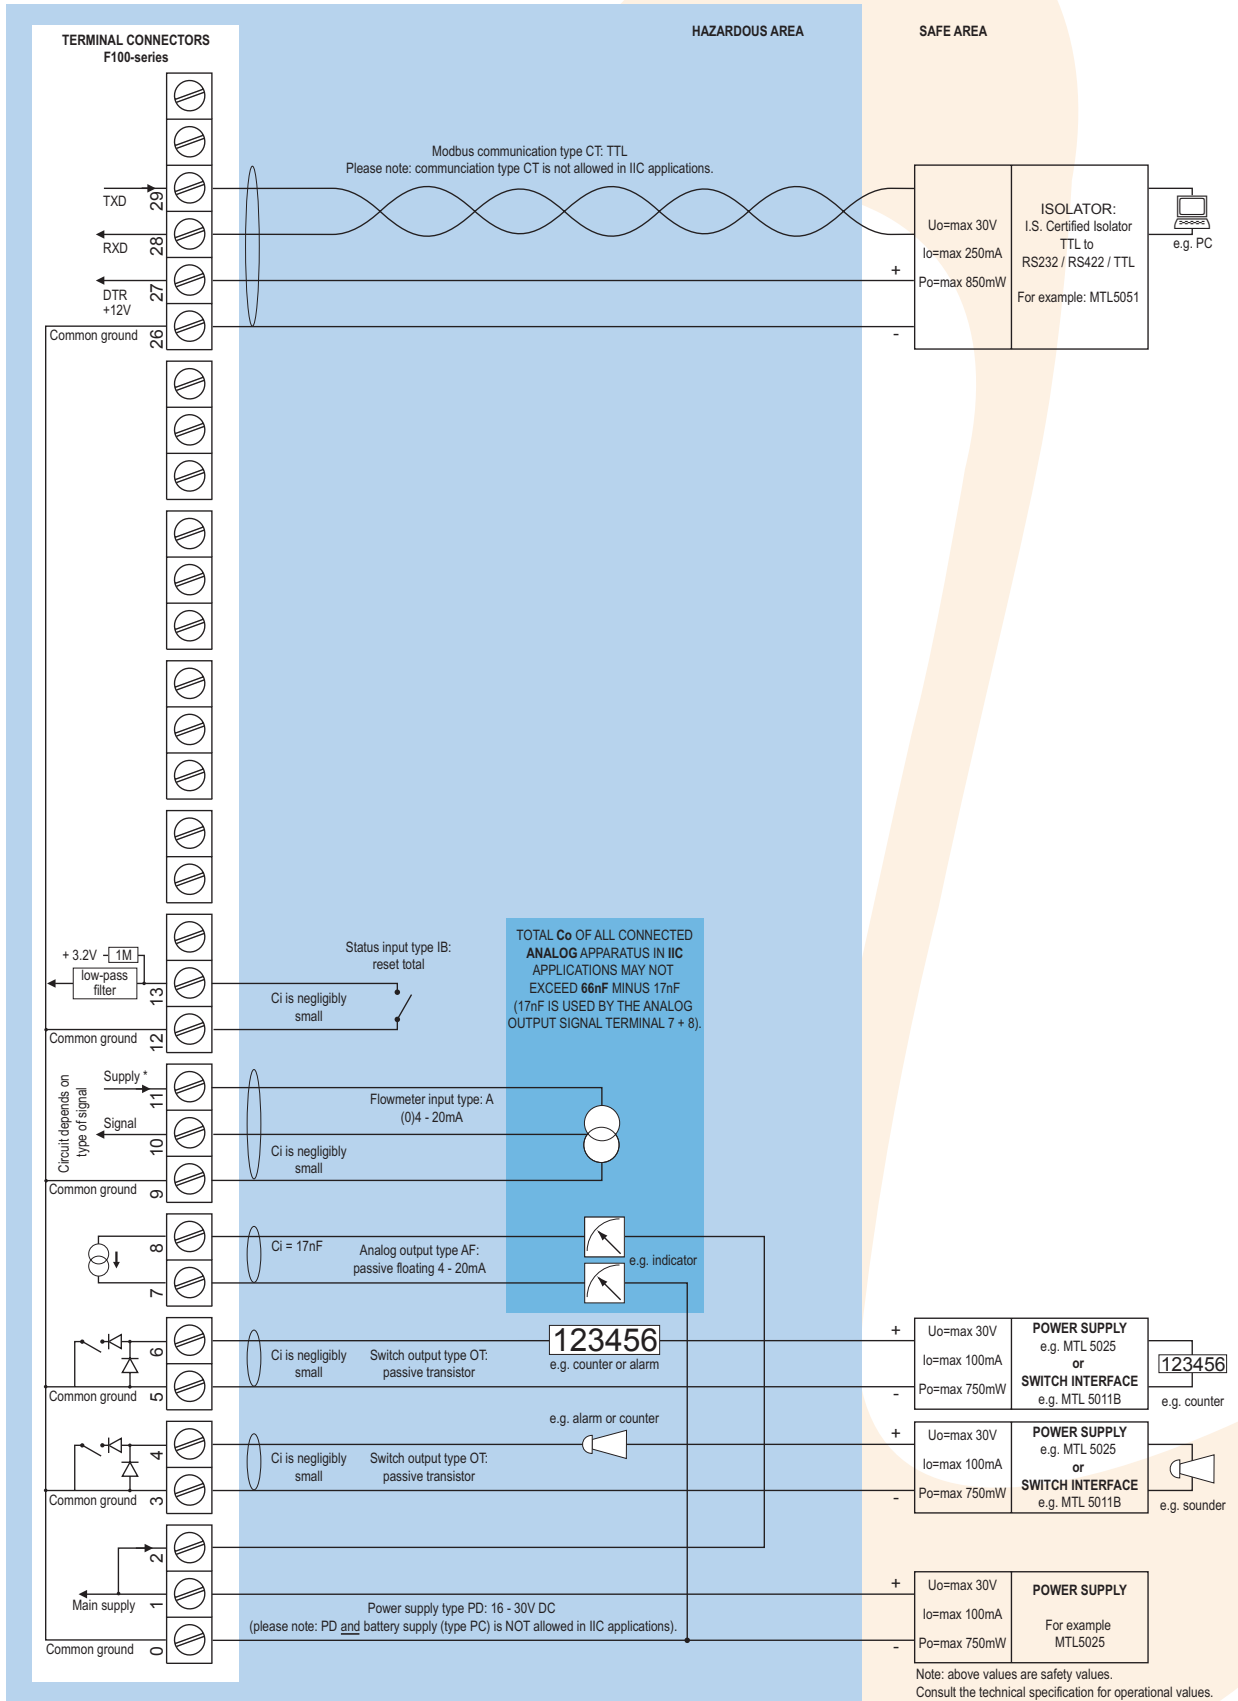 HAZARDOUS AREA
SAFE AREA
TERMINAL CONNECTORS
F100-series
Modbus communication type CT: TTL
Please note: communciation type CT is not allowed in IIC applications.
TXD
29
RXD
28
DTR
+12V
27
Common ground
26
Uo=max 30V
Io=max 250mA
+
Po=max 850mW
-
ISOLATOR:
I.S. Certified Isolator
TTL to
RS232 / RS422 / TTL
For example: MTL5051
e.g. PC
+ 3.2V
1M
low-pass
filter
13
Common ground
12
Status input type IB:
reset total
Ci is negligibly
small
TOTAL Co OF ALL CONNECTED
ANALOG APPARATUS IN IIC
APPLICATIONS MAY NOT
EXCEED 66nF MINUS 17nF
(17nF IS USED BY THE ANALOG
OUTPUT SIGNAL TERMINAL 7 + 8).
Circuit depends on
type of signal
Supply *
11
Signal
10
Common ground
9
Flowmeter input type: A
(0)4 - 20mA
Ci is negligibly
small
8
7
Ci = 17nF
Analog output type AF:
passive floating 4 - 20mA
e.g. indicator
6
Common ground
5
Ci is negligibly
small
Switch output type OT:
passive transistor
123456
e.g. counter or alarm
+
-
Uo=max 30V
Io=max 100mA
Po=max 750mW
POWER SUPPLY
e.g. MTL 5025
or
SWITCH INTERFACE
e.g. MTL 5011B
123456
e.g. counter
4
Common ground
3
Ci is negligibly
small
Switch output type OT:
passive transistor
e.g. alarm or counter
+
-
Uo=max 30V
Io=max 100mA
Po=max 750mW
POWER SUPPLY
e.g. MTL 5025
or
SWITCH INTERFACE
e.g. MTL 5011B
e.g. sounder
2
Main supply
1
Common ground
0
Power supply type PD: 16 - 30V DC
(please note: PD and battery supply (type PC) is NOT allowed in IIC applications).
+
-
Uo=max 30V
Io=max 100mA
Po=max 750mW
POWER SUPPLY
For example
MTL5025
Note: above values are safety values.
Consult the technical specification for operational values.